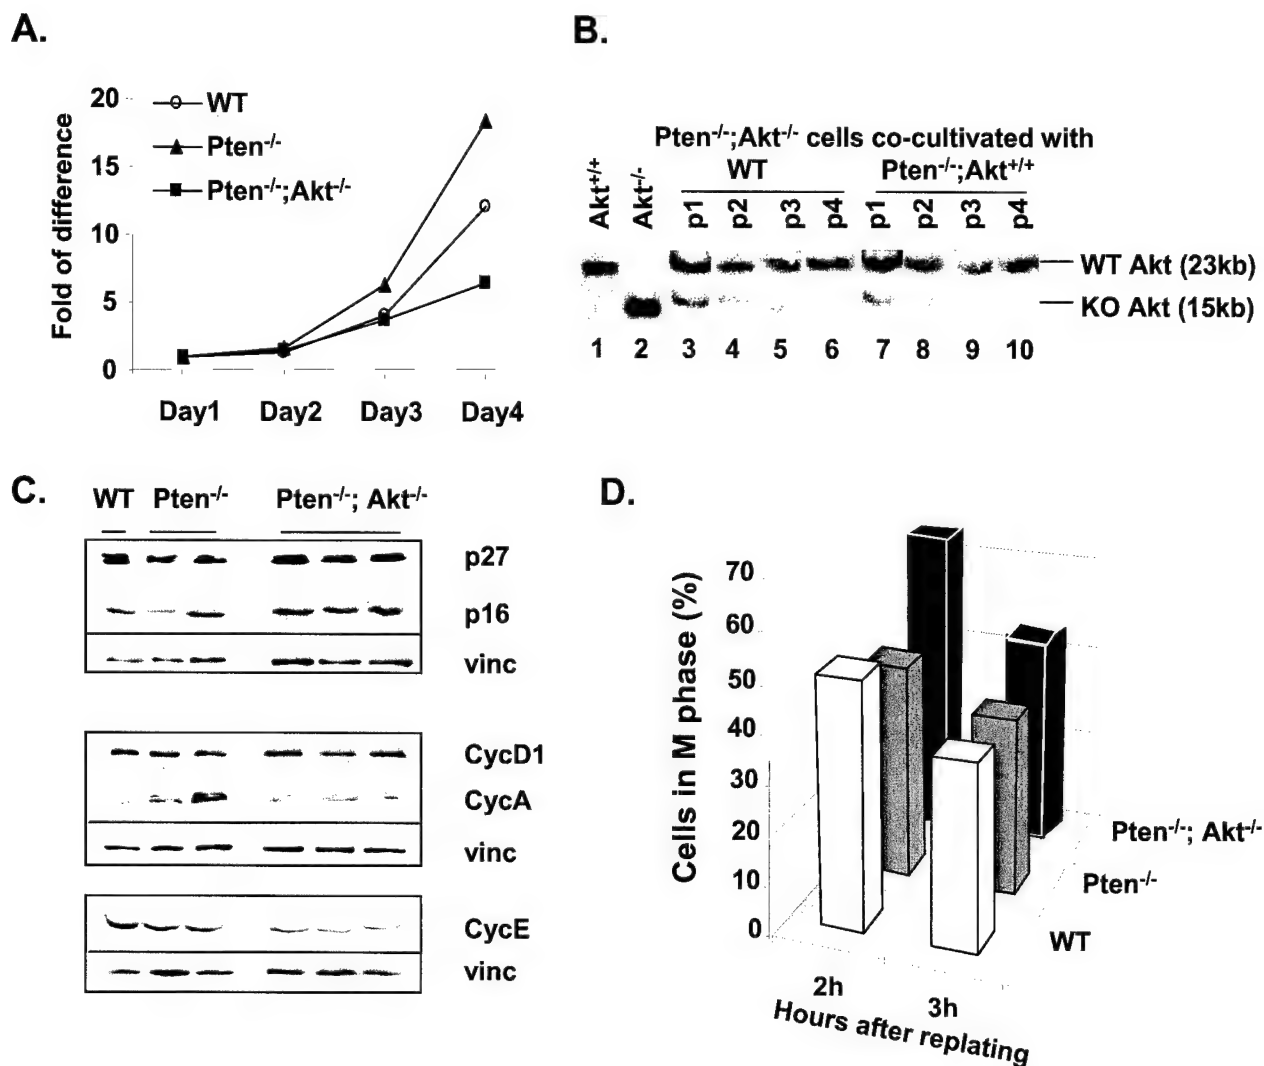 A.
20
15
10
5
0
Fold of difference
WT
Pten-/-
Pten-/-;Akt-/-
Day1 Day2 Day3 Day4
B.
Pten-/-;Akt-/- cells co-cultivated with
WT Pten-/-;Akt+/+
Akt+/+ Akt-/- p1 p2 p3 p4 p1 p2 p3 p4
WT Akt (23kb)
KO Akt (15kb)
1 2 3 4 5 6 7 8 9 10
C.
WT Pten-/- Pten-/-; Akt-/-
p27
p16
vinc
CycD1
CycA
vinc
CycE
vinc
D.
Cells in M phase (%)
70
60
50
40
30
20
10
0
2h
3h
Hours after replating
Pten-/-; Akt-/-
Pten-/-
WT